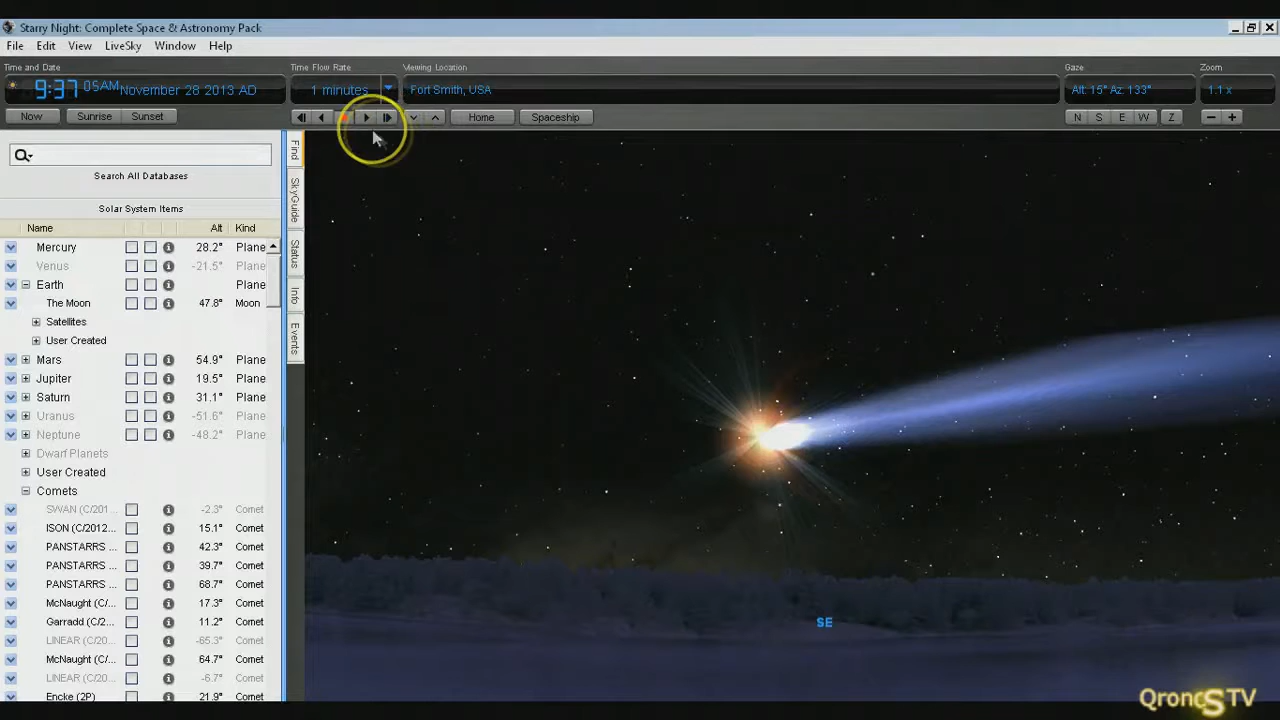 Starry Night: Complete Space & Astronomy Pack
File Edit View LiveSky Window Help
Time and Date Time Flow Rate Viewing Location Gaze Zoom
9:37 05AM November 28 2013 AD 1 minutes Fort Smith, USA Alt: 15° Az: 133° 1.1 x
Now Sunrise Sunset Home Spaceship N S E W Z
Search All Databases
Solar System Items
Name Alt Kind
Mercury 28.2° Plane
Venus -21.5° Plane
Earth Plane
The Moon 47.8° Moon
Satellites
User Created
Mars 54.9° Plane
Jupiter 19.5° Plane
Saturn 31.1° Plane
Uranus -51.6° Plane
Neptune -48.2° Plane
Dwarf Planets
User Created
Comets
SWAN (C/201... -2.3° Comet
ISON (C/2012... 15.1° Comet
PANSTARRS ... 42.3° Comet
PANSTARRS ... 39.7° Comet
PANSTARRS ... 68.7° Comet
McNaught (C/... 17.3° Comet
Garradd (C/2... 11.2° Comet
LINEAR (C/20... -65.3° Comet
McNaught (C/... 64.7° Comet
LINEAR (C/20... -6.7° Comet
Encke (2P) 21.9° Comet
Find
SkyGuide
Status
Info
Events
SE
QroncSTV